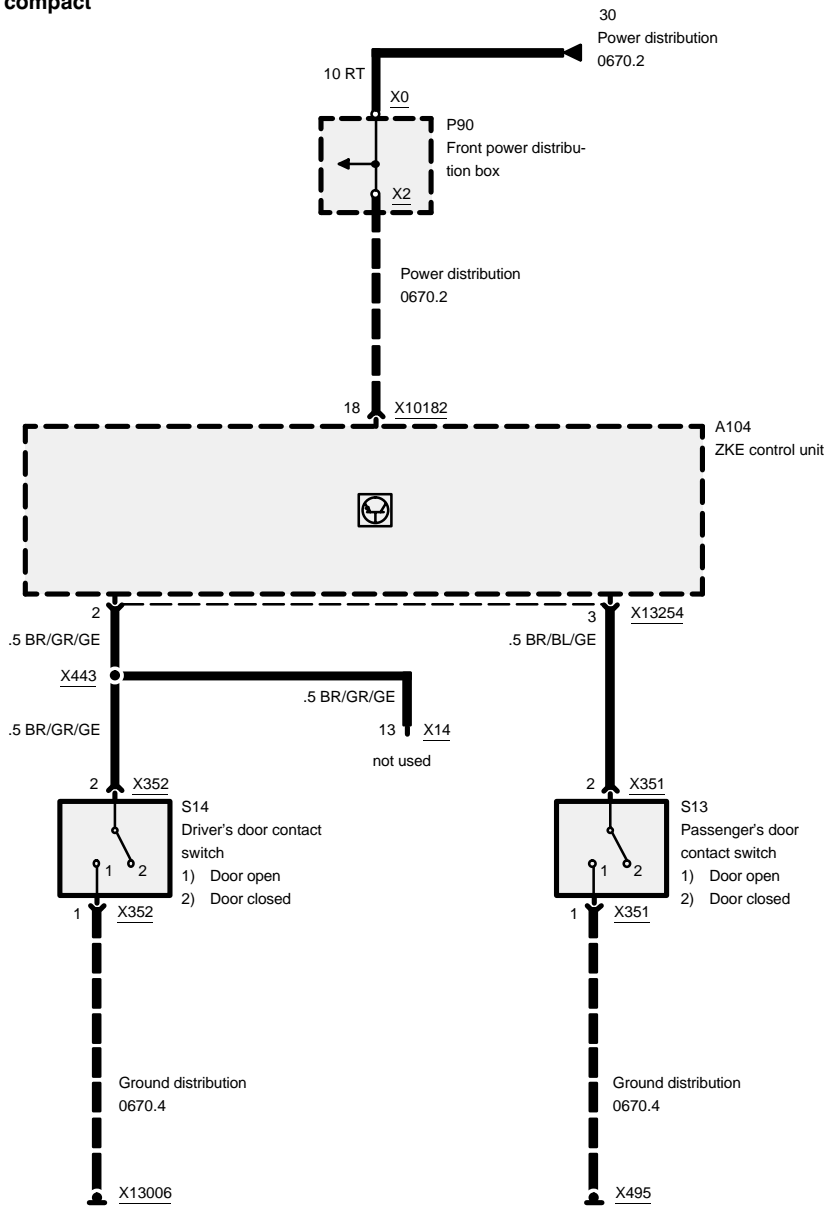 compact
30
Power distribution
0670.2
10 RT
X0
P90
Front power distribu-
tion box
X2
Power distribution
0670.2
18 X10182
A104
ZKE control unit
2
3 X13254
.5 BR/GR/GE
.5 BR/BL/GE
X443
.5 BR/GR/GE
.5 BR/GR/GE
13 X14
not used
2 X352
S14
Driver's door contact
switch
1) Door open
2) Door closed
1 2
1 X352
2 X351
S13
Passenger's door
contact switch
1) Door open
2) Door closed
1 2
1 X351
Ground distribution
0670.4
Ground distribution
0670.4
X13006
X495